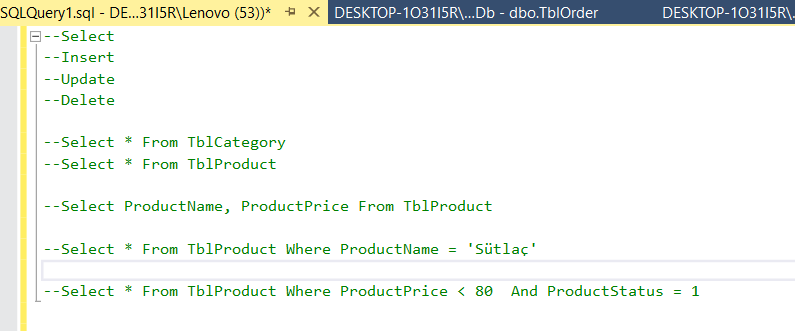 SQLQuery1.sql - DE...31I5R\Lenovo (53))* DESKTOP-1O31I5R\...Db - dbo.TblOrder DESKTOP-1O31I5R\.
--Select
--Insert
--Update
--Delete
--Select * From TblCategory
--Select * From TblProduct
--Select ProductName, ProductPrice From TblProduct
--Select * From TblProduct Where ProductName = 'Sütlaç'
--Select * From TblProduct Where ProductPrice < 80  And ProductStatus = 1